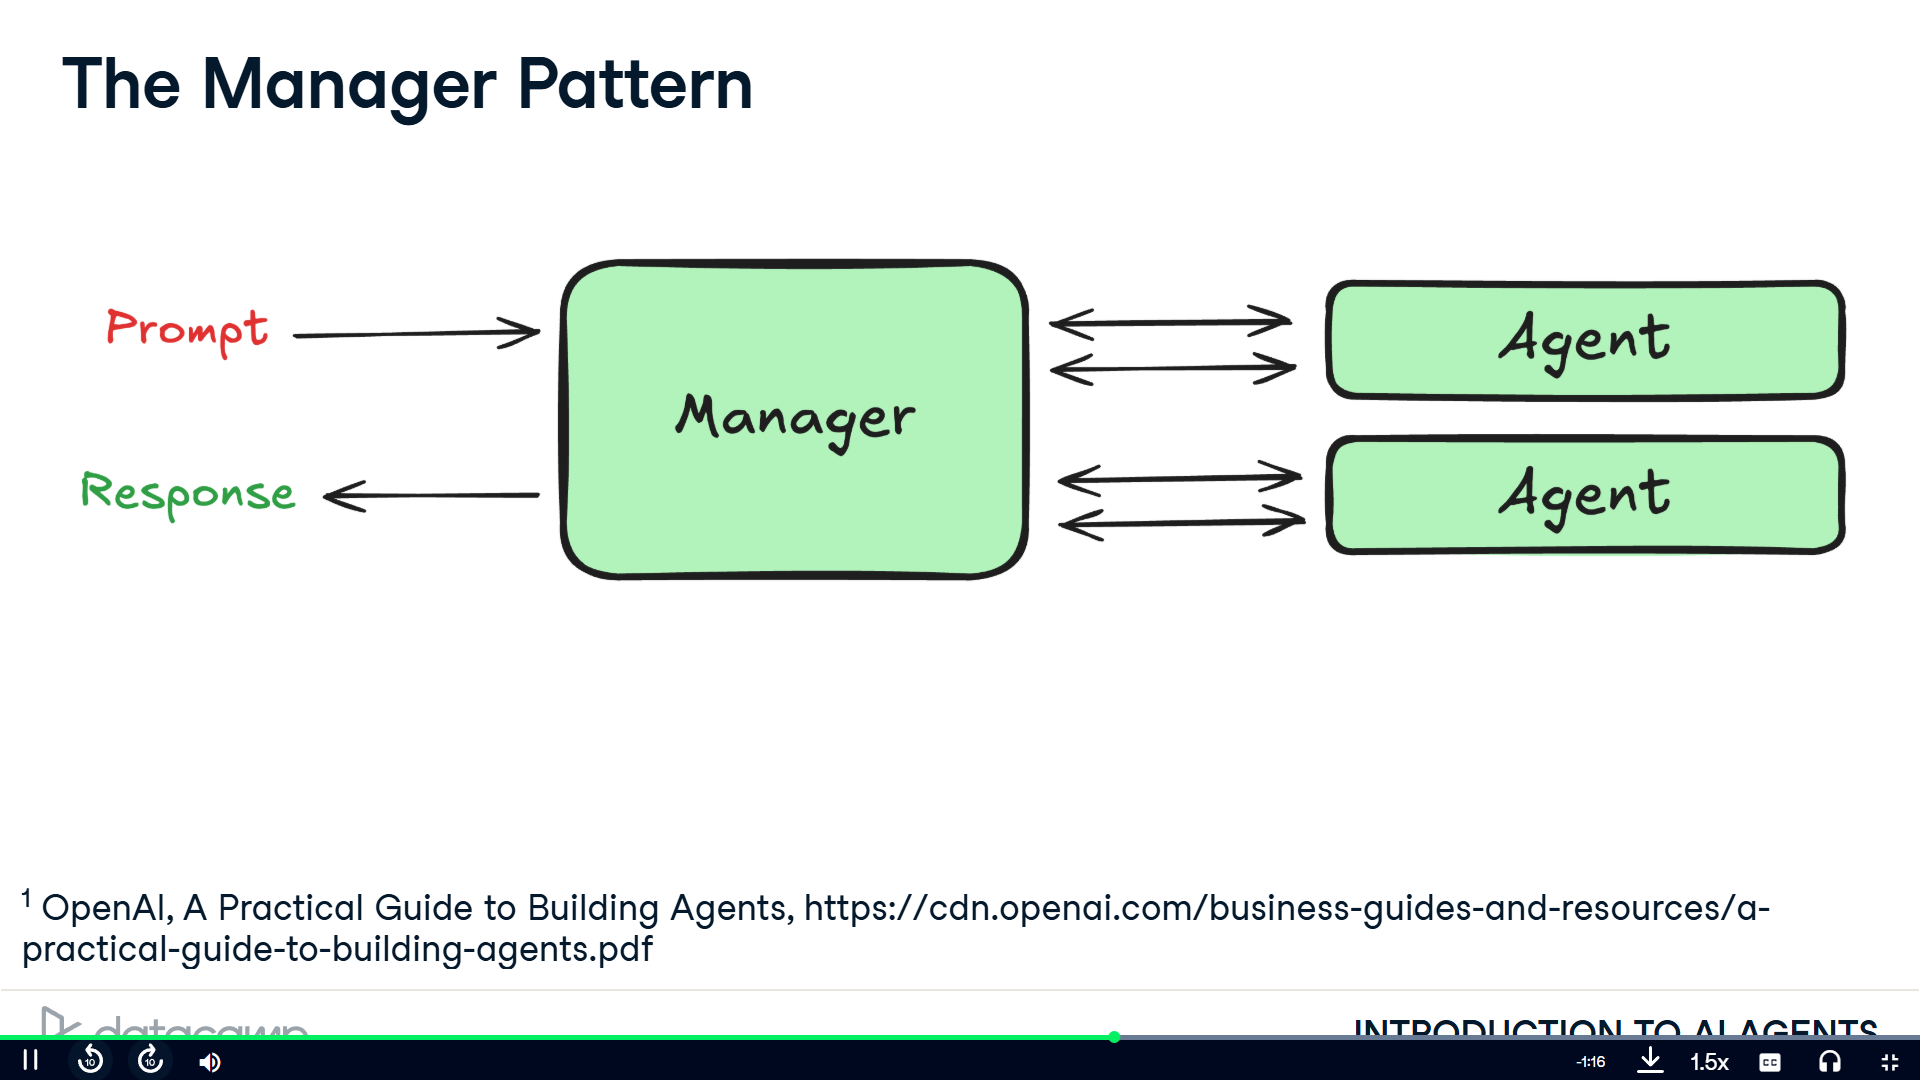 The Manager Pattern
Prompt
Response
Manager
Agent
Agent
1 OpenAI, A Practical Guide to Building Agents, https://cdn.openai.com/business-guides-and-resources/a-
practical-guide-to-building-agents.pdf
datacamp
INTRODUCTION TO AI AGENTS
10
10
-1:16
1.5x
CC